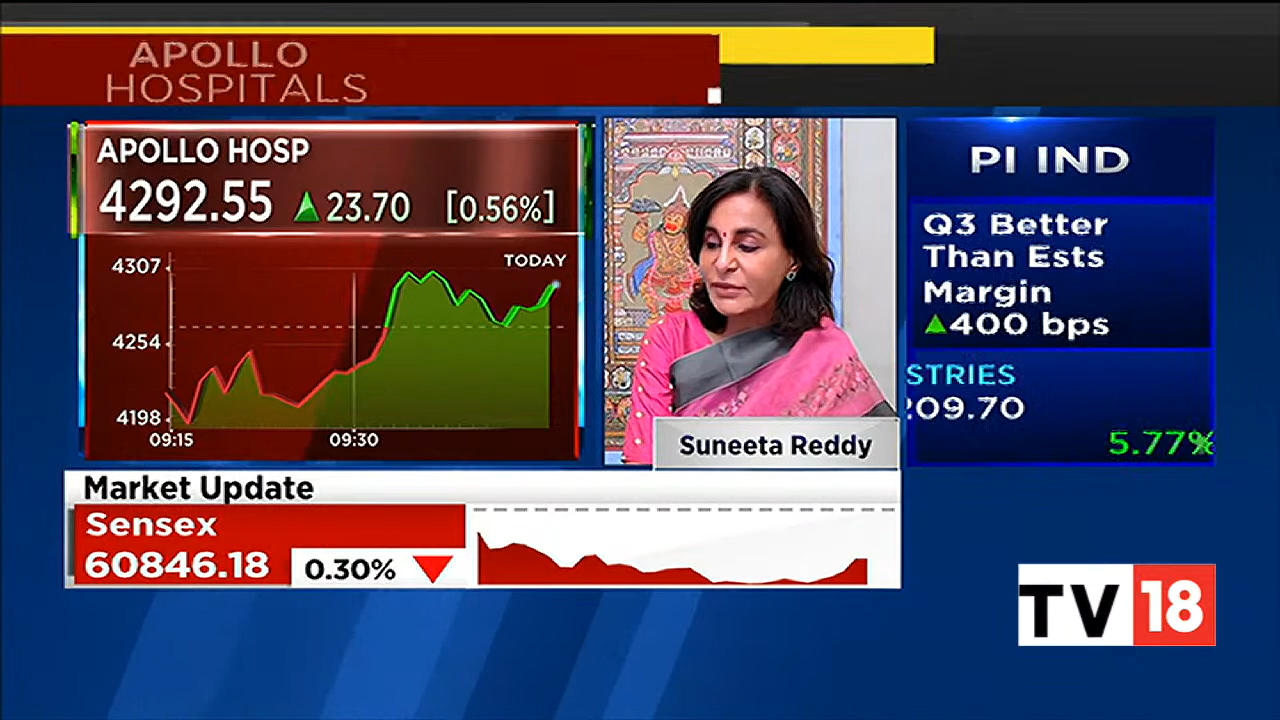 APOLLO
HOSPITALS
APOLLO HOSP
4292.55 ▲ 23.70 [0.56%]
TODAY
4307
4254
4198
09:15 09:30
Suneeta Reddy
PI IND
Q3 Better
Than Ests
Margin
▲400 bps
STRIES
209.70
5.77%
Market Update
Sensex
60846.18 0.30% ▼
TV18